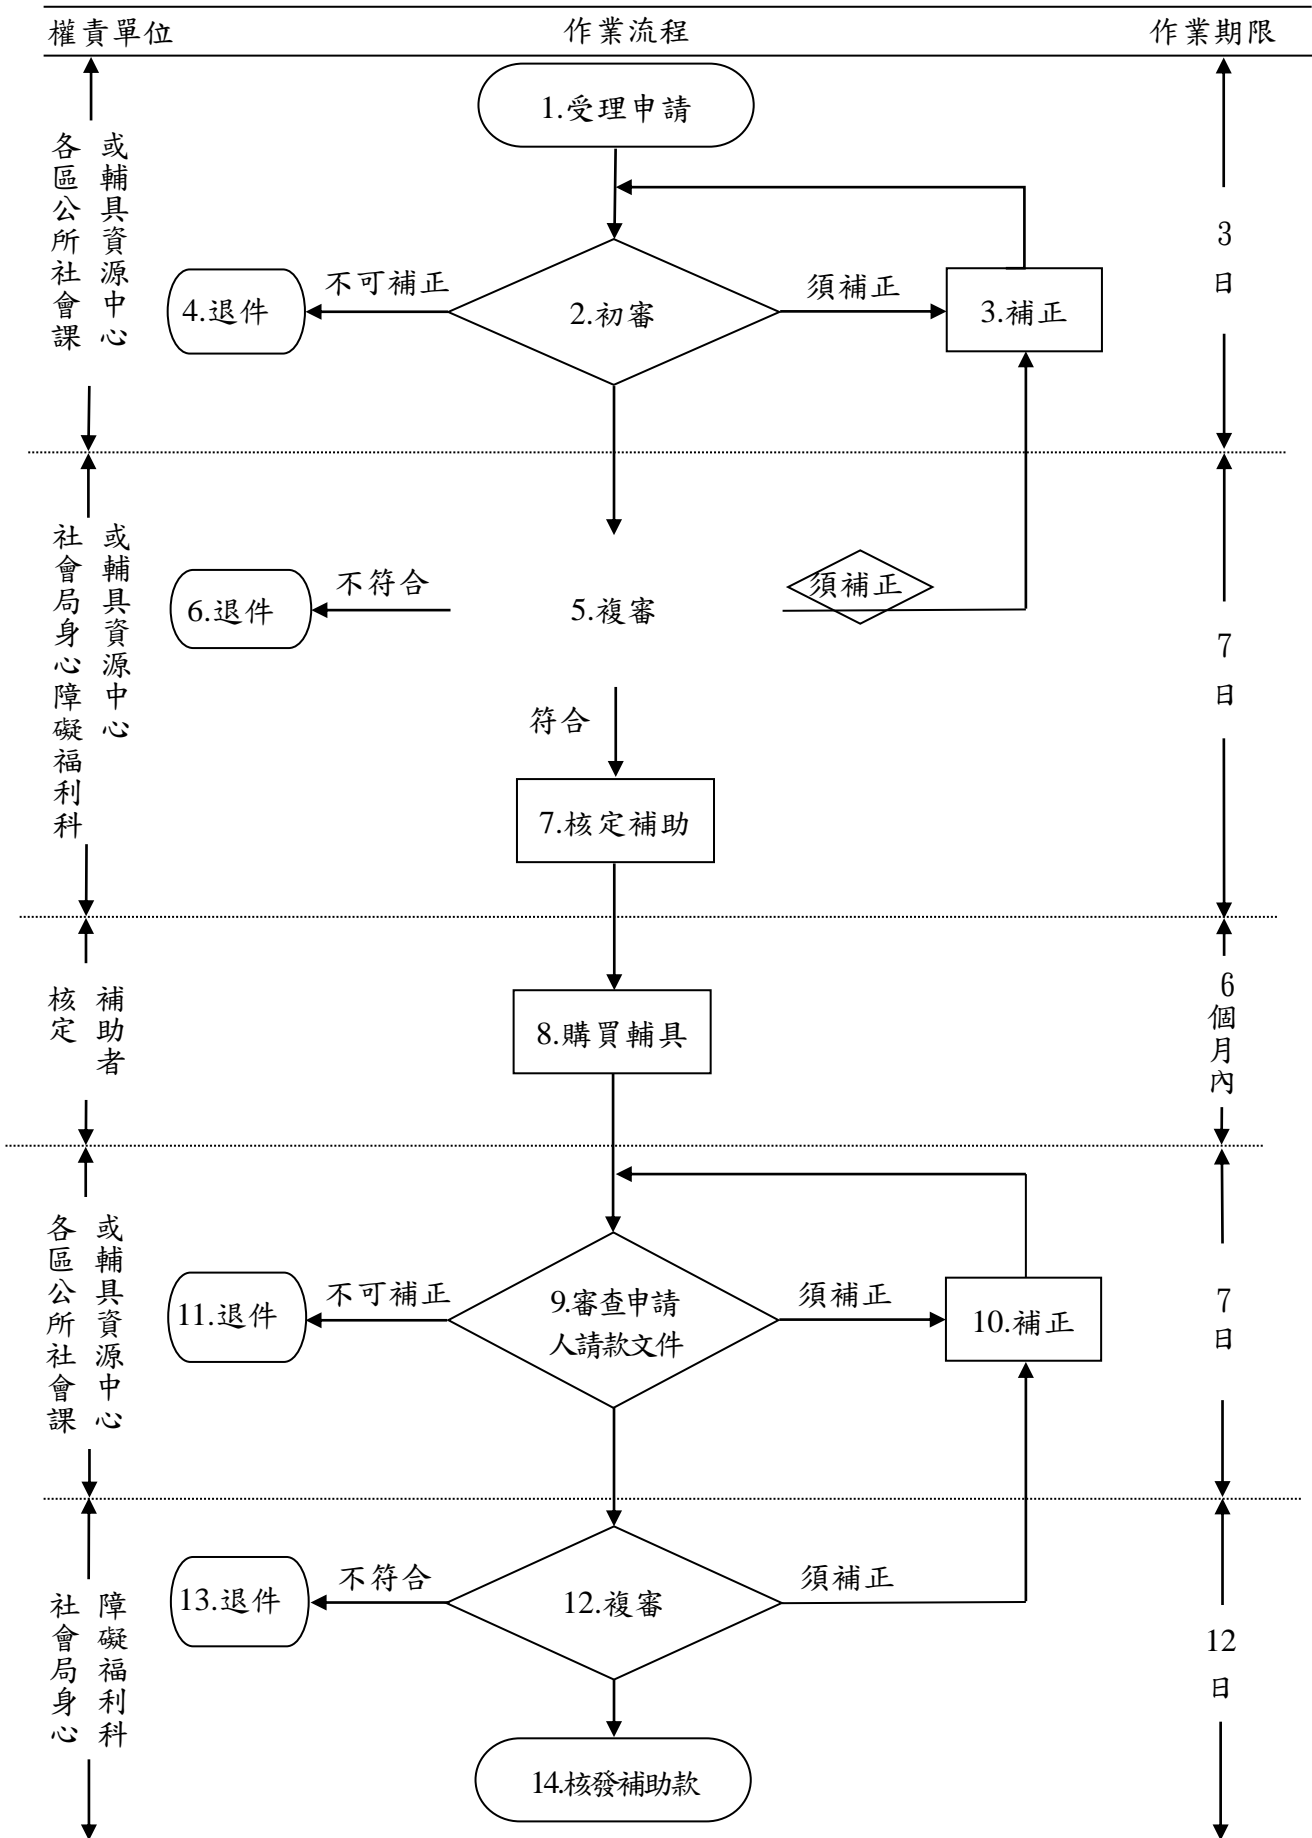 權責單位
作業流程
作業期限
各區公所社會課
或輔具資源中心
1.受理申請
2.初審
不可補正
4.退件
須補正
3.補正
3
日
社會局身心障礙福利科
或輔具資源中心
5.複審
不符合
6.退件
須補正
符合
7.核定補助
7
日
核定
補助者
8.購買輔具
6
個
月
內
各區公所社會課
或輔具資源中心
9.審查申請
人請款文件
不可補正
11.退件
須補正
10.補正
7
日
社會局身心
障礙福利科
12.複審
不符合
13.退件
須補正
14.核發補助款
12
日